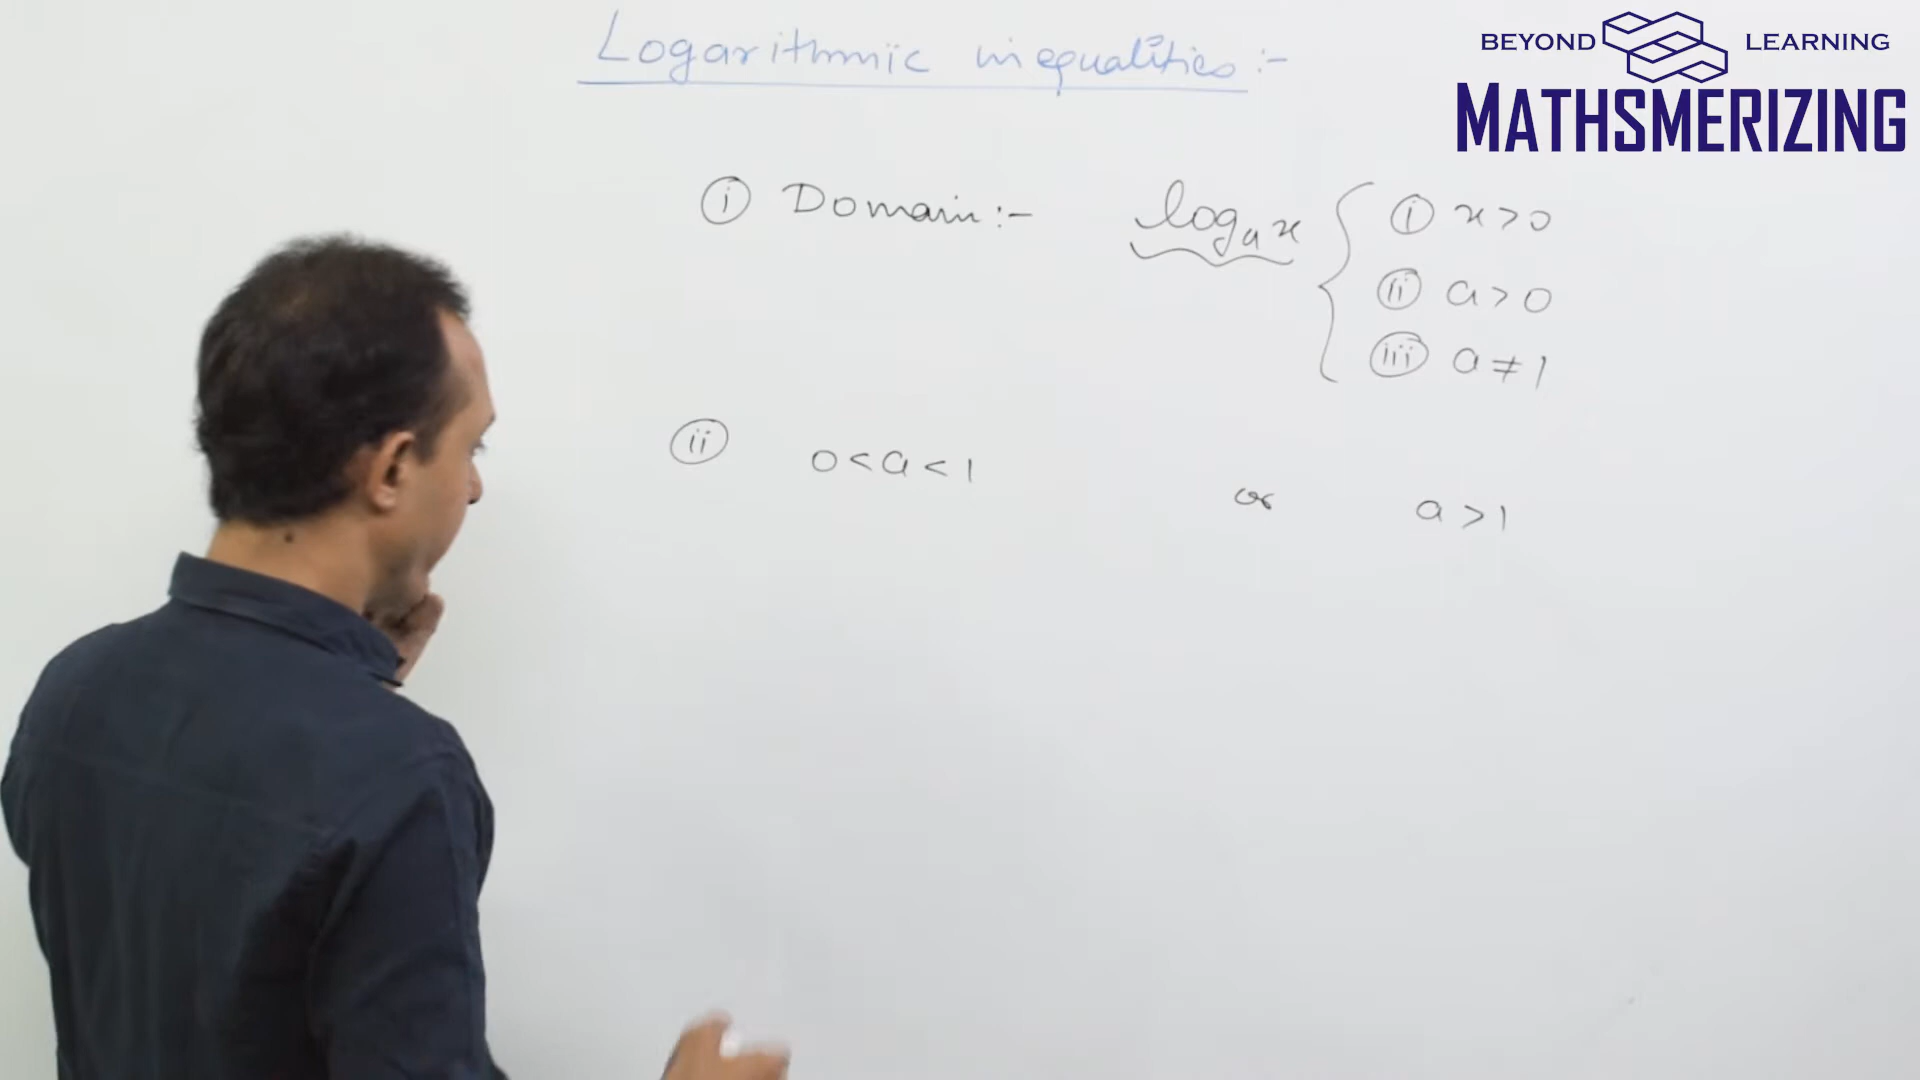 Logarithmic inequalities :-
BEYOND LEARNING
MATHSMERIZING
(i) Domain :- logₐx { (i) x > 0
(ii) a > 0
(iii) a ≠ 1
(ii) 0 < a < 1 or a > 1